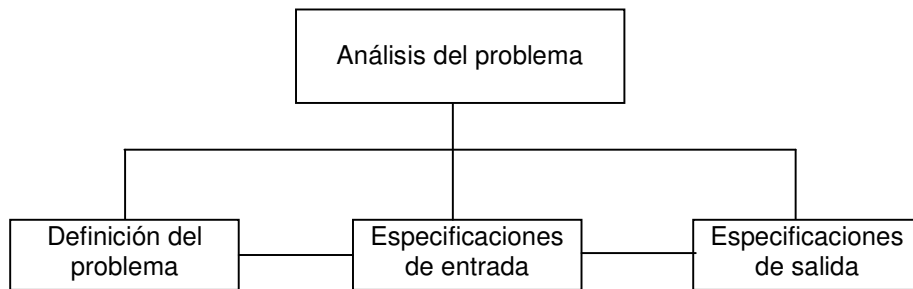 Análisis del problema
Definición del
problema
Especificaciones
de entrada
Especificaciones
de salida